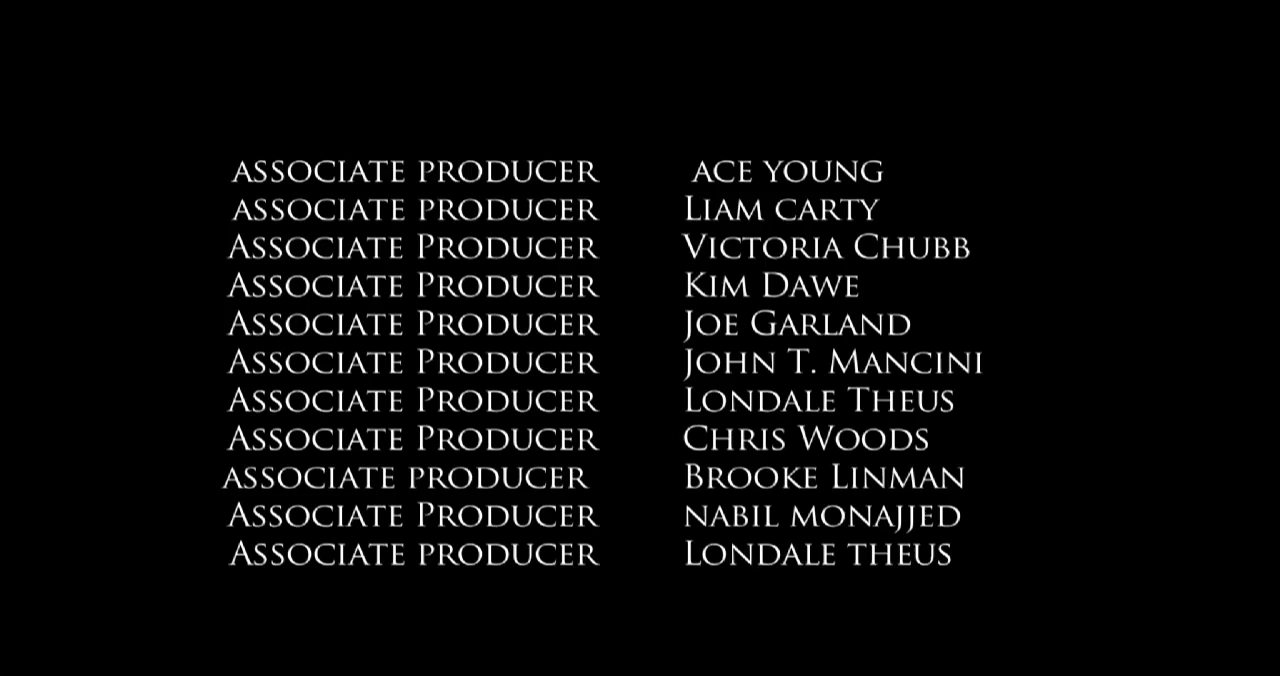 associate producer ace young
associate producer Liam carty
Associate Producer Victoria Chubb
Associate Producer Kim Dawe
Associate Producer Joe Garland
Associate Producer John T. Mancini
Associate Producer Londale Theus
Associate Producer Chris Woods
associate producer Brooke Linman
Associate Producer nabil monajjed
Associate producer Londale theus